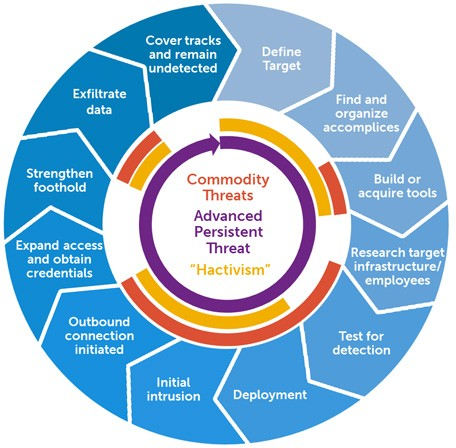 Define
Target
Find and
organize
accomplices
Build or
acquire tools
Research target
infrastructure/
employees
Test for
detection
Deployment
Initial
intrusion
Outbound
connection
initiated
Expand access
and obtain
credentials
Strengthen
foothold
Exfiltrate
data
Cover tracks
and remain
undetected
Commodity
Threats
Advanced
Persistent
Threat
"Hactivism"